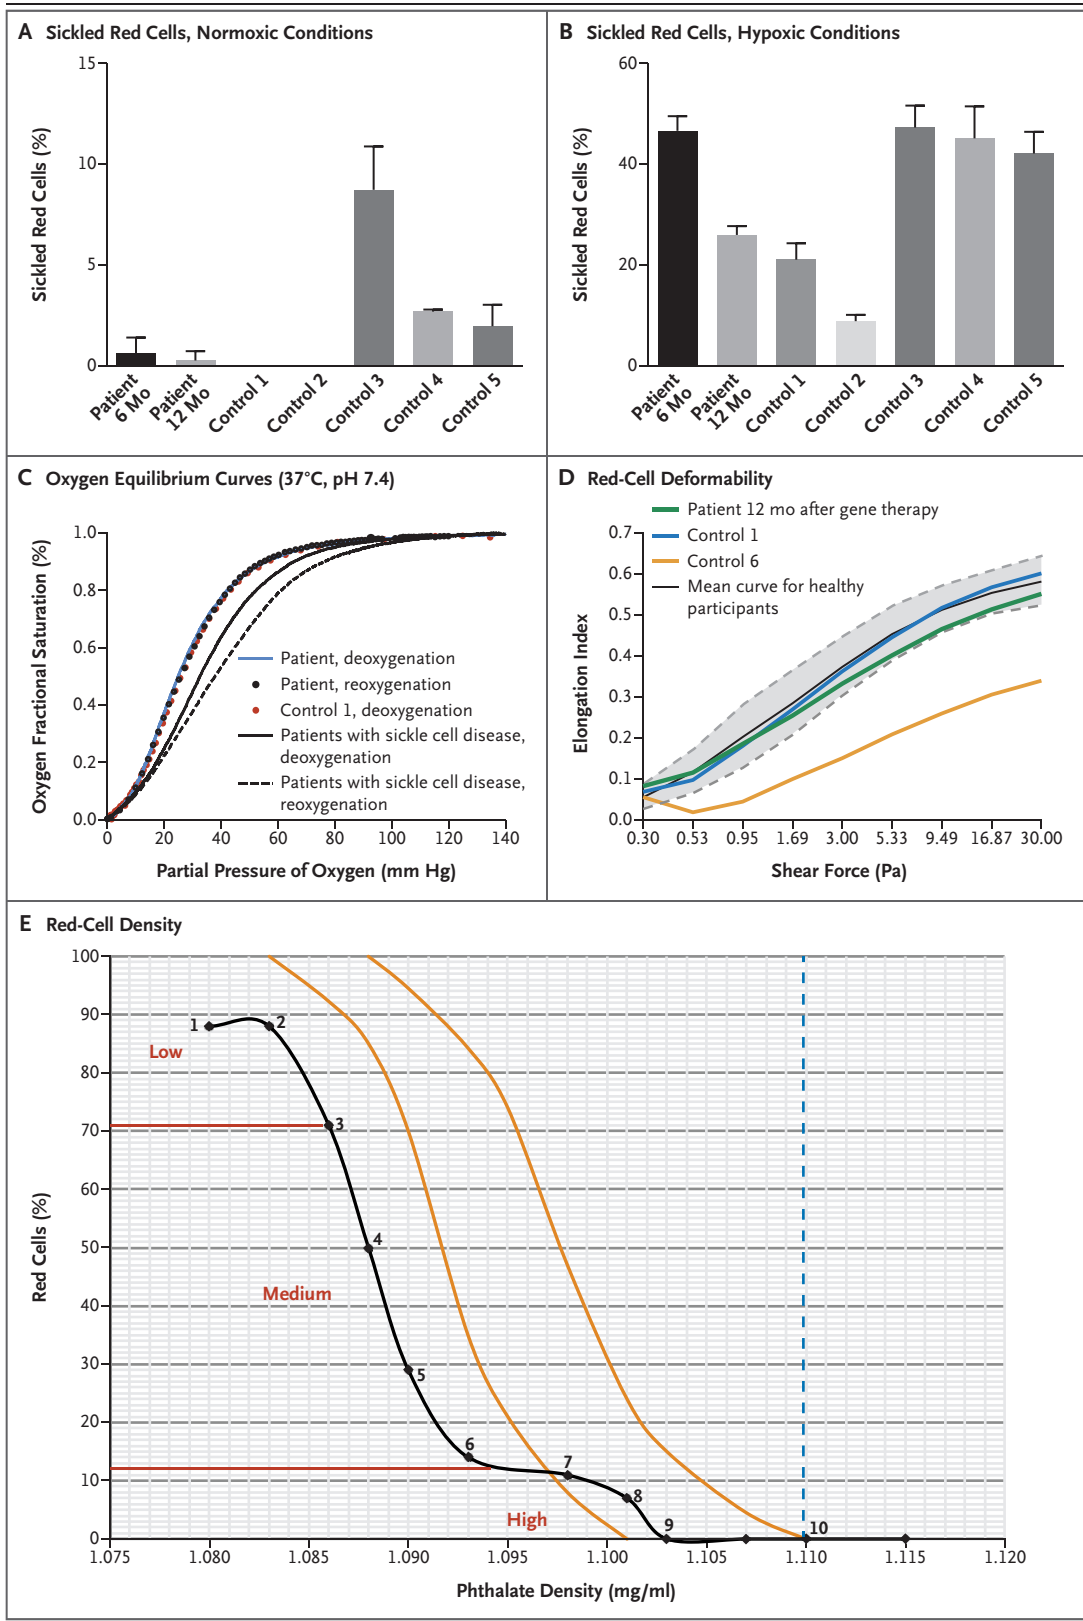 A Sickled Red Cells, Normoxic Conditions
Sickled Red Cells (%)
15
10
5
0
Patient
6 Mo
Patient
12 Mo
Control 1
Control 2
Control 3
Control 4
Control 5
B Sickled Red Cells, Hypoxic Conditions
Sickled Red Cells (%)
60
40
20
0
Patient
6 Mo
Patient
12 Mo
Control 1
Control 2
Control 3
Control 4
Control 5
C Oxygen Equilibrium Curves (37°C, pH 7.4)
Oxygen Fractional Saturation (%)
1.0
0.8
0.6
0.4
0.2
0.0
Patient, deoxygenation
Patient, reoxygenation
Control 1, deoxygenation
Patients with sickle cell disease,
deoxygenation
Patients with sickle cell disease,
reoxygenation
0 20 40 60 80 100 120 140
Partial Pressure of Oxygen (mm Hg)
D Red-Cell Deformability
Patient 12 mo after gene therapy
Control 1
Control 6
Mean curve for healthy
participants
Elongation Index
0.7
0.6
0.5
0.4
0.3
0.2
0.1
0.0
0.30 0.53 0.95 1.69 3.00 5.33 9.49 16.87 30.00
Shear Force (Pa)
E Red-Cell Density
Red Cells (%)
100
90
80
70
60
50
40
30
20
10
0
1
2
Low
3
4
Medium
5
6
7
8
High
9
10
1.075 1.080 1.085 1.090 1.095 1.100 1.105 1.110 1.115 1.120
Phthalate Density (mg/ml)